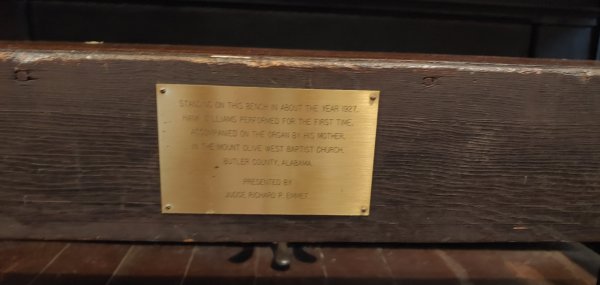 STANDING ON THIS BENCH IN ABOUT THE YEAR 1927,
HANK WILLIAMS PERFORMED FOR THE FIRST TIME,
ACCOMPANIED ON THE ORGAN BY HIS MOTHER,
IN THE MOUNT OLIVE WEST BAPTIST CHURCH,
BUTLER COUNTY, ALABAMA.
PRESENTED BY
JUDGE RICHARD P. EMMET